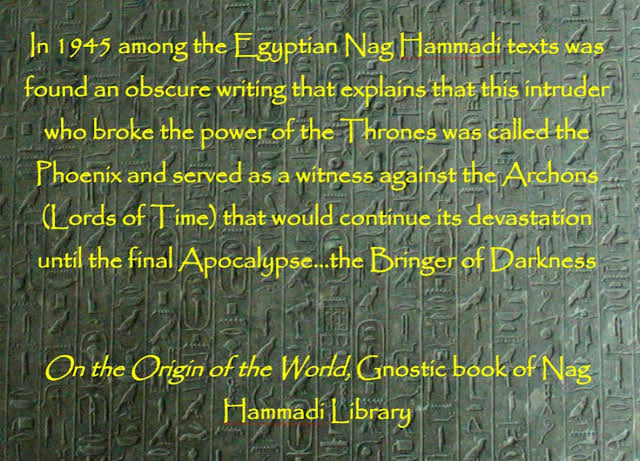 In 1945 among the Egyptian Nag Hammadi texts was
found an obscure writing that explains that this intruder
who broke the power of the Thrones was called the
Phoenix and served as a witness against the Archons
(Lords of Time) that would continue its devastation
until the final Apocalypse...the Bringer of Darkness
On the Origin of the World, Gnostic book of Nag
Hammadi Library